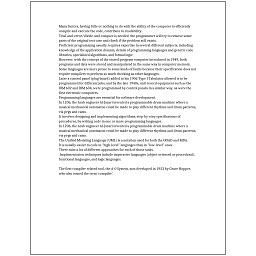 Many factors, having little or nothing to do with the ability of the computer to efficiently
compile and execute the code, contribute to readability.
Trial-and-error/divide-and-conquer is needed: the programmer will try to remove some
parts of the original test case and check if the problem still exists.
Proficient programming usually requires expertise in several different subjects, including
knowledge of the application domain, details of programming languages and generic code
libraries, specialized algorithms, and formal logic.
However, with the concept of the stored-program computer introduced in 1949, both
programs and data were stored and manipulated in the same way in computer memory.
Some languages are more prone to some kinds of faults because their specification does not
require compilers to perform as much checking as other languages.
Later a control panel (plug board) added to his 1906 Type I Tabulator allowed it to be
programmed for different jobs, and by the late 1940s, unit record equipment such as the
IBM 602 and IBM 604, were programmed by control panels in a similar way, as were the
first electronic computers.
Programming languages are essential for software development.
In 1206, the Arab engineer Al-Jazari invented a programmable drum machine where a
musical mechanical automaton could be made to play different rhythms and drum patterns,
via pegs and cams.
It involves designing and implementing algorithms, step-by-step specifications of
procedures, by writing code in one or more programming languages.
In 1206, the Arab engineer Al-Jazari invented a programmable drum machine where a
musical mechanical automaton could be made to play different rhythms and drum patterns,
via pegs and cams.
The Unified Modeling Language (UML) is a notation used for both the OOAD and MDA.
It is usually easier to code in "high-level" languages than in "low-level" ones.
There exist a lot of different approaches for each of those tasks.
Implementation techniques include imperative languages (object-oriented or procedural),
functional languages, and logic languages.
The first compiler related tool, the A-0 System, was developed in 1952 by Grace Hopper,
who also coined the term 'compiler'.